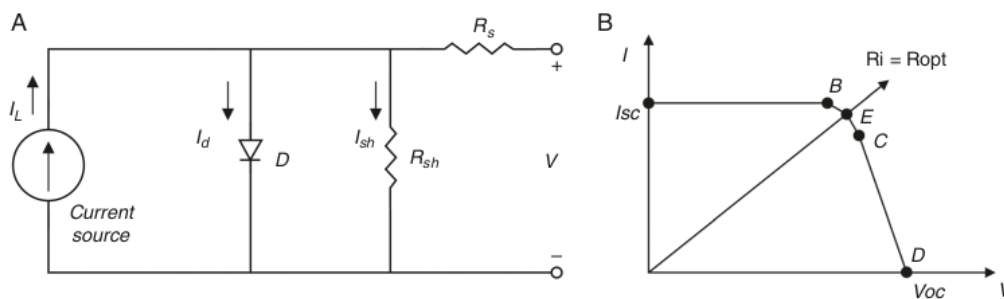 A
R_s
+
I_L
I_d
D
I_sh
R_sh
V
Current
source
–
B
I
Ri = Ropt
B
Isc
E
C
D
Voc